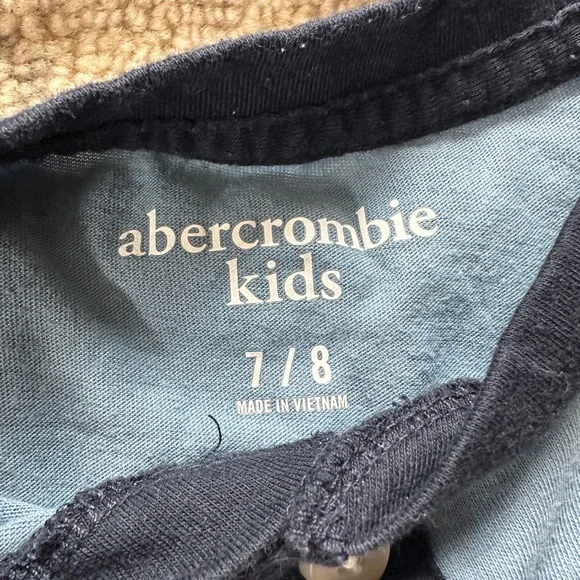 abercrombie
kids
7 / 8
MADE IN VIETNAM